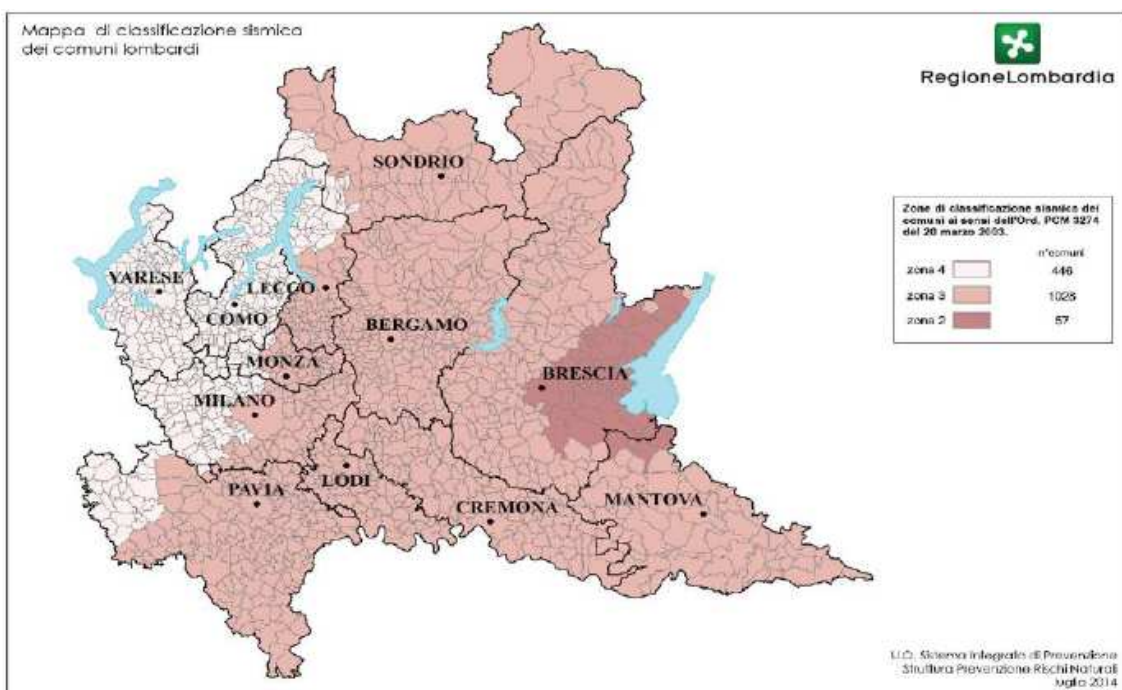 Mappa di classificazione sismica
dei comuni lombardi
RegioneLombardia
SONDRIO
VARESE
LECCO
COMO
BERGAMO
MONZA
BRESCIA
MILANO
PAVIA
LODI
CREMONA
MANTOVA
Zone di classificazione sismica dei
comuni ai sensi dell'Ord. PCM 3274
del 20 marzo 2003.
n°comuni
zona 4 446
zona 3 1028
zona 2 57
U.O. Sistema Integrato di Prevenzione
Struttura Prevenzione Rischi Naturali
luglio 2014